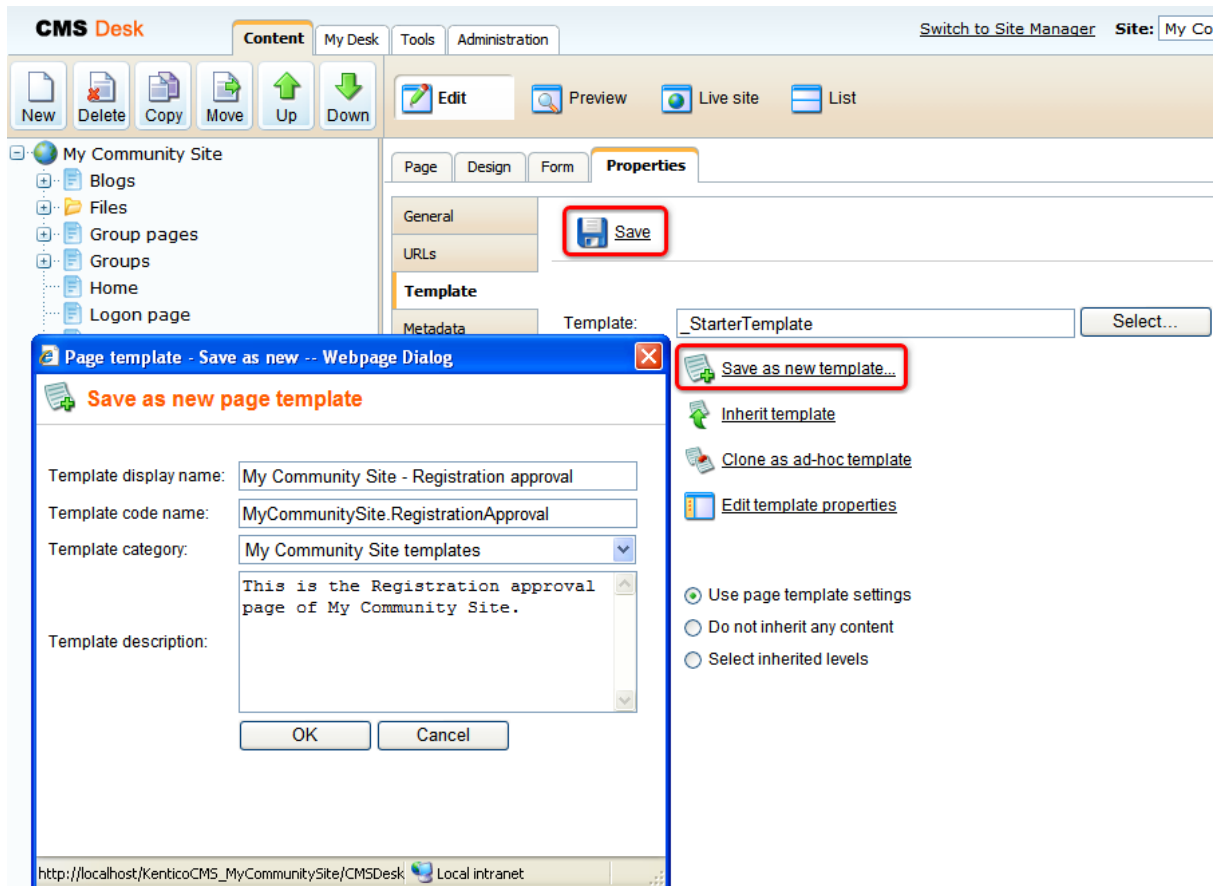 CMS Desk
Content My Desk Tools Administration
Switch to Site Manager Site: My Co
New Delete Copy Move Up Down
Edit Preview Live site List
My Community Site
Blogs
Files
Group pages
Groups
Home
Logon page
Page Design Form Properties
General
URLs
Template
Metadata
Save
Template: _StarterTemplate Select...
Save as new template...
Inherit template
Clone as ad-hoc template
Edit template properties
Use page template settings
Do not inherit any content
Select inherited levels
Page template - Save as new -- Webpage Dialog
Save as new page template
Template display name: My Community Site - Registration approval
Template code name: MyCommunitySite.RegistrationApproval
Template category: My Community Site templates
Template description:
This is the Registration approval
page of My Community Site.
OK Cancel
http://localhost/KenticoCMS_MyCommunitySite/CMSDesk Local intranet